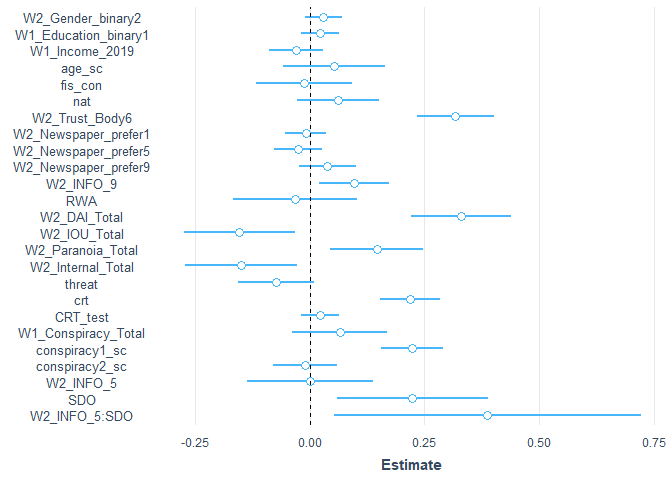 W2_Gender_binary2
W1_Education_binary1
W1_Income_2019
age_sc
fis_con
nat
W2_Trust_Body6
W2_Newspaper_prefer1
W2_Newspaper_prefer5
W2_Newspaper_prefer9
W2_INFO_9
RWA
W2_DAI_Total
W2_IOU_Total
W2_Paranoia_Total
W2_Internal_Total
threat
crt
CRT_test
W1_Conspiracy_Total
conspiracy1_sc
conspiracy2_sc
W2_INFO_5
SDO
W2_INFO_5:SDO
-0.25 0.00 0.25 0.50 0.75
Estimate